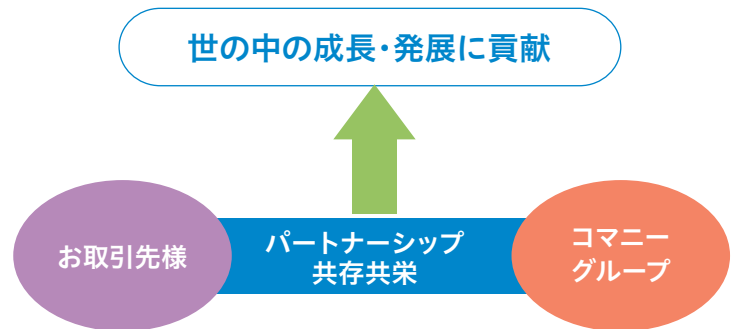 世の中の成長・発展に貢献
お取引先様
パートナーシップ
共存共栄
コマニー
グループ